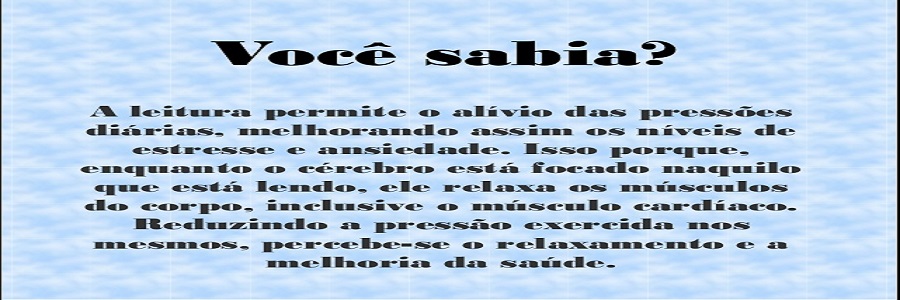 Você sabia?
A leitura permite o alívio das pressões
diárias, melhorando assim os níveis de
estresse e ansiedade. Isso porque,
enquanto o cérebro está focado naquilo
que está lendo, ele relaxa os músculos
do corpo, inclusive o músculo cardíaco.
Reduzindo a pressão exercida nos
mesmos, percebe-se o relaxamento e a
melhoria da saúde.